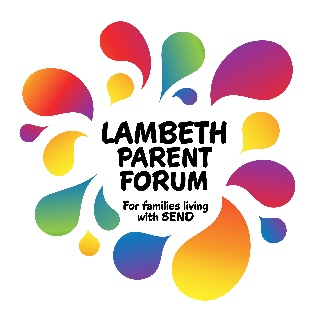 LAMBETH
PARENT
FORUM
For families living
with SEND